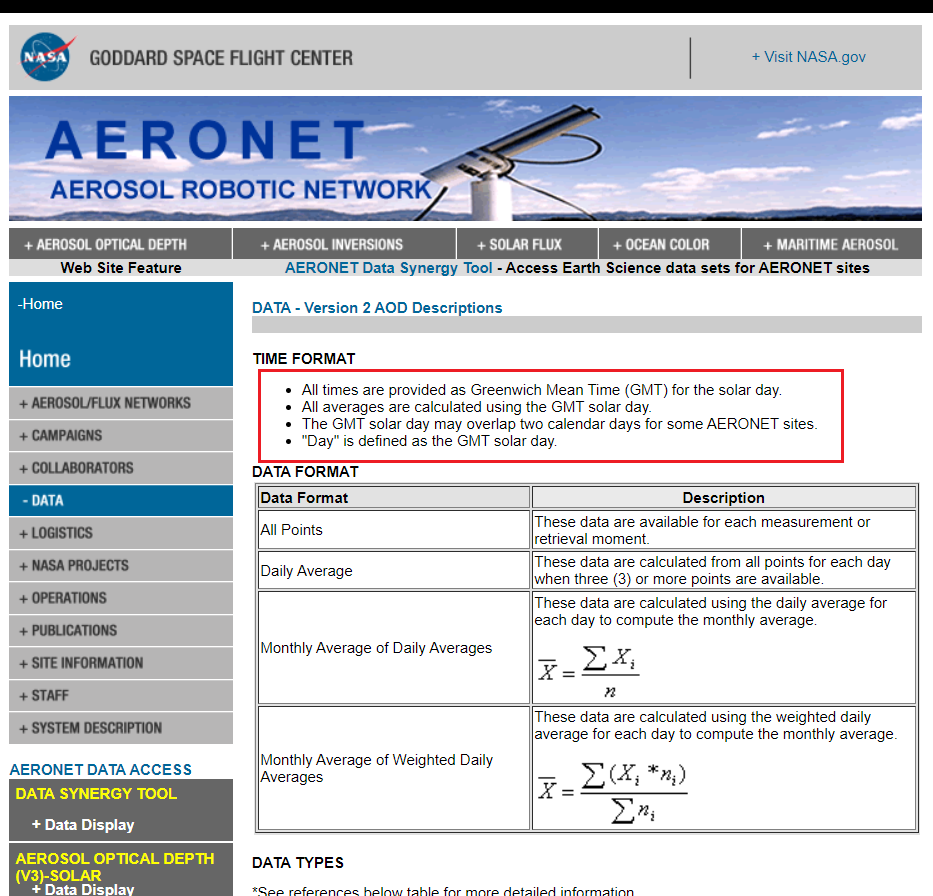 NASA
GODDARD SPACE FLIGHT CENTER
+ Visit NASA.gov
AERONET
AEROSOL ROBOTIC NETWORK
+ AEROSOL OPTICAL DEPTH
+ AEROSOL INVERSIONS
+ SOLAR FLUX
+ OCEAN COLOR
+ MARITIME AEROSOL
Web Site Feature
AERONET Data Synergy Tool - Access Earth Science data sets for AERONET sites
-Home
Home
+ AEROSOL/FLUX NETWORKS
+ CAMPAIGNS
+ COLLABORATORS
- DATA
+ LOGISTICS
+ NASA PROJECTS
+ OPERATIONS
+ PUBLICATIONS
+ SITE INFORMATION
+ STAFF
+ SYSTEM DESCRIPTION
AERONET DATA ACCESS
DATA SYNERGY TOOL
+ Data Display
AEROSOL OPTICAL DEPTH
(V3)-SOLAR
+ Data Display
DATA - Version 2 AOD Descriptions
TIME FORMAT
• All times are provided as Greenwich Mean Time (GMT) for the solar day.
• All averages are calculated using the GMT solar day.
• The GMT solar day may overlap two calendar days for some AERONET sites.
• "Day" is defined as the GMT solar day.
DATA FORMAT
Data Format
Description
All Points
These data are available for each measurement or
retrieval moment.
Daily Average
These data are calculated from all points for each day
when three (3) or more points are available.
Monthly Average of Daily Averages
These data are calculated using the daily average for
each day to compute the monthly average.
X̅ = ∑ Xᵢ / n
Monthly Average of Weighted Daily
Averages
These data are calculated using the weighted daily
average for each day to compute the monthly average.
X̅ = ∑(Xᵢ * nᵢ) / ∑nᵢ
DATA TYPES
*See references below table for more detailed information